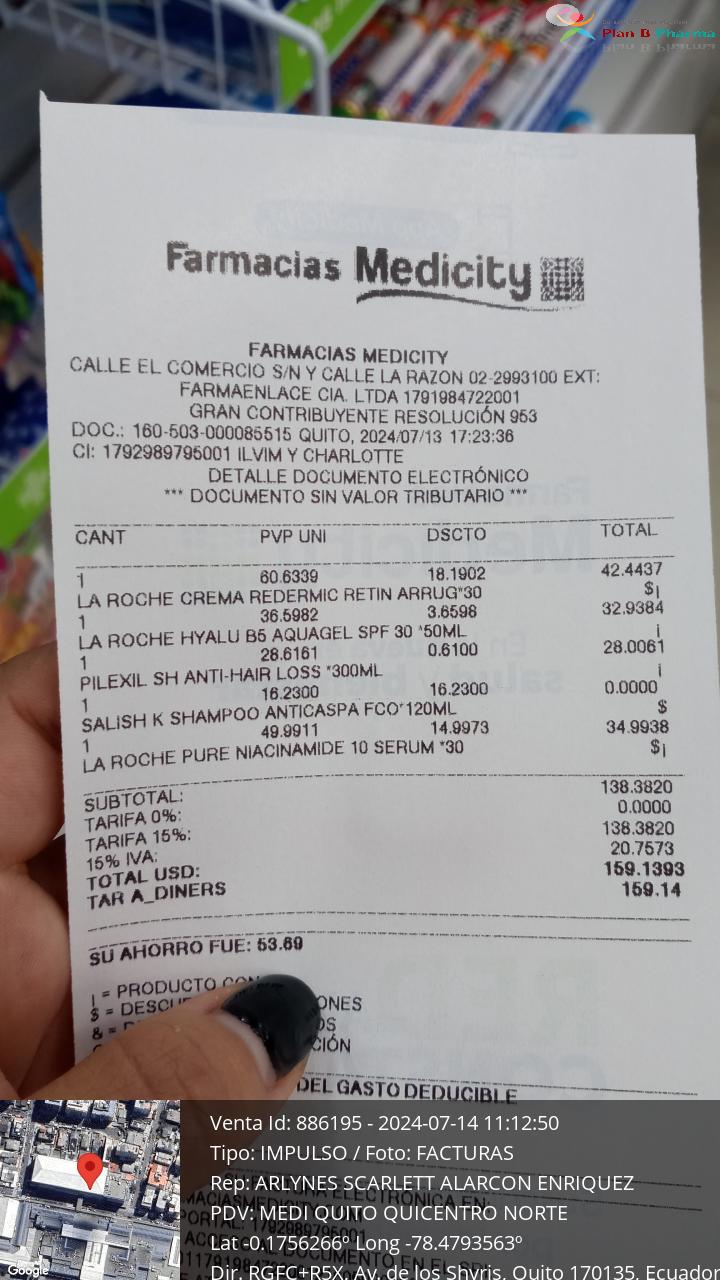 Plan B Pharma
Farmacias Medicity
FARMACIAS MEDICITY
CALLE EL COMERCIO S/N Y CALLE LA RAZON 02-2993100 EXT:
FARMAENLACE CIA. LTDA 1791984722001
GRAN CONTRIBUYENTE RESOLUCIÓN 953
DOC.: 160-503-000085515 QUITO, 2024/07/13 17:23:36
CI: 1792989795001 ILVIM Y CHARLOTTE
DETALLE DOCUMENTO ELECTRÓNICO
*** DOCUMENTO SIN VALOR TRIBUTARIO ***
CANT PVP UNI DSCTO TOTAL
1 60.6339 18.1902 42.4437
LA ROCHE CREMA REDERMIC RETIN ARRUG*30 $¡
1 36.5982 3.6598 32.9384
LA ROCHE HYALU B5 AQUAGEL SPF 30 *50ML ¡
1 28.6161 0.6100 28.0061
PILEXIL SH ANTI-HAIR LOSS *300ML ¡
1 16.2300 16.2300 0.0000
SALISH K SHAMPOO ANTICASPA FCO*120ML $
1 49.9911 14.9973 34.9938
LA ROCHE PURE NIACINAMIDE 10 SERUM *30 $¡
SUBTOTAL: 138.3820
TARIFA 0%: 0.0000
TARIFA 15%: 138.3820
15% IVA: 20.7573
TOTAL USD: 159.1393
TAR A_DINERS 159.14
SU AHORRO FUE: 53.69
¡ = PRODUCTO CON
$ = DESCUE ONES
& = OS
CIÓN
DEL GASTO DEDUCIBLE
Venta Id: 886195 - 2024-07-14 11:12:50
Tipo: IMPULSO / Foto: FACTURAS
Rep: ARLYNES SCARLETT ALARCON ENRIQUEZ
PDV: MEDI QUITO QUICENTRO NORTE
Lat -0.1756266º Long -78.4793563º
Dir. RGFC+R5X, Av. de los Shyris, Quito 170135, Ecuador
Google